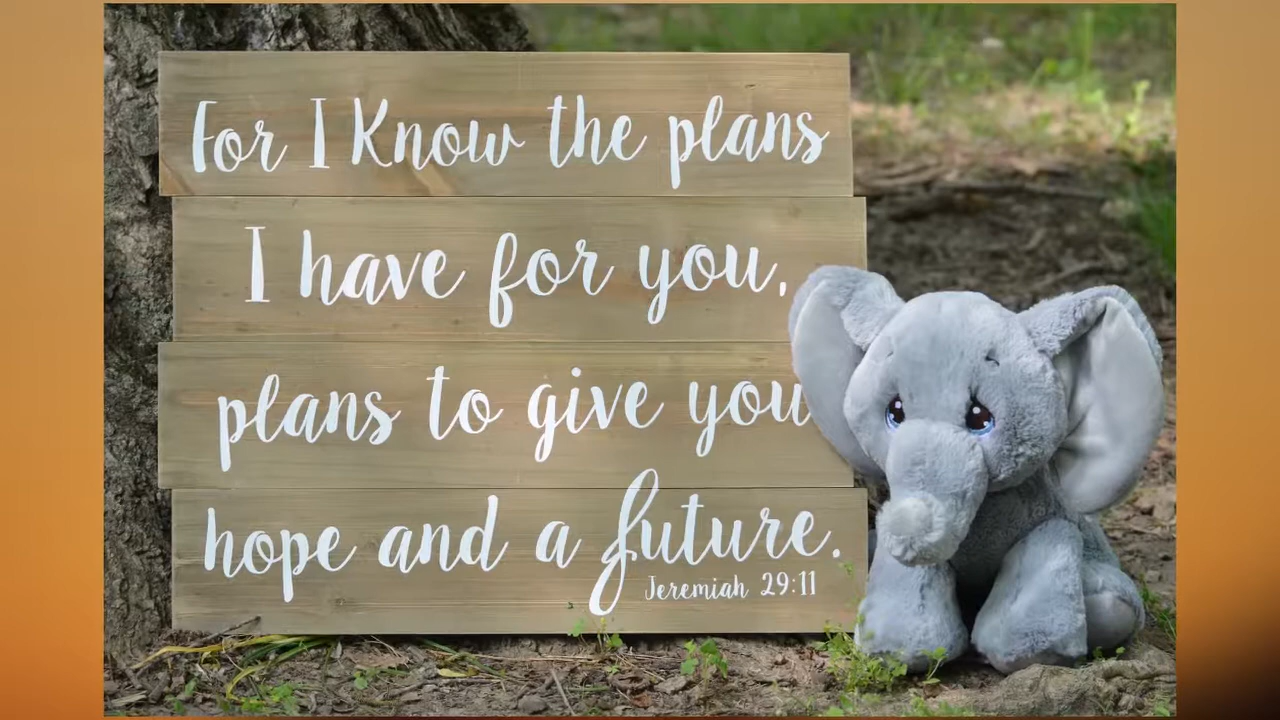 For I Know the plans
I have for you,
plans to give you
hope and a future.
Jeremiah 29:11